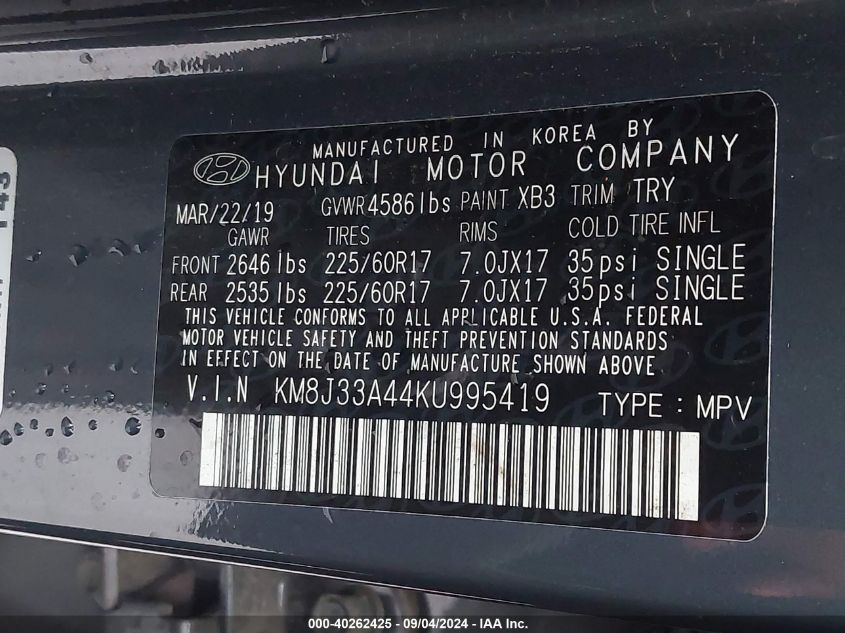 MANUFACTURED IN KOREA BY
HYUNDAI MOTOR COMPANY
MAR/22/19 GVWR 4586 lbs PAINT XB3 TRIM TRY
GAWR TIRES RIMS COLD TIRE INFL
FRONT 2646 lbs 225/60R17 7.0JX17 35psi SINGLE
REAR 2535 lbs 225/60R17 7.0JX17 35psi SINGLE
THIS VEHICLE CONFORMS TO ALL APPLICABLE U.S.A. FEDERAL
MOTOR VEHICLE SAFETY AND THEFT PREVENTION STANDARDS
IN EFFECT ON THE DATE OF MANUFACTURE SHOWN ABOVE
V.I.N KM8J33A44KU995419 TYPE : MPV
000-40262425 - 09/04/2024 - IAA Inc.